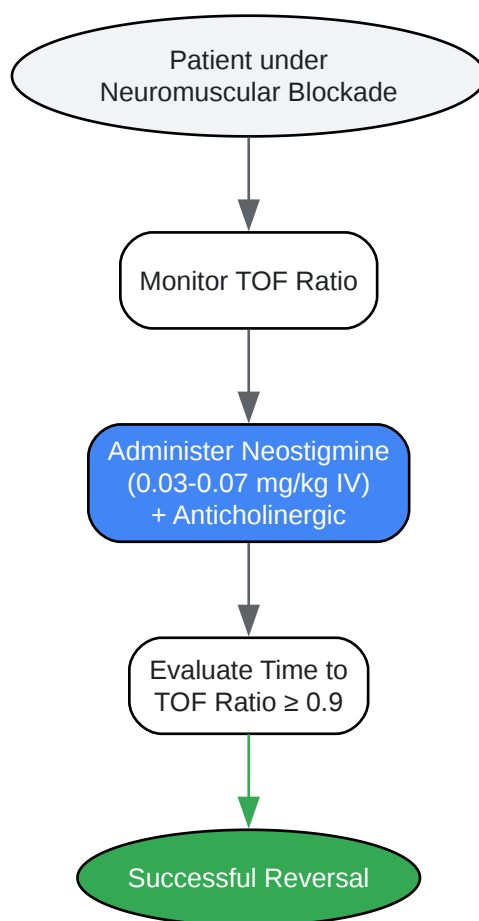 Patient under
Neuromuscular Blockade
Monitor TOF Ratio
Administer Neostigmine
(0.03-0.07 mg/kg IV)
+ Anticholinergic
Evaluate Time to
TOF Ratio ≥ 0.9
Successful Reversal